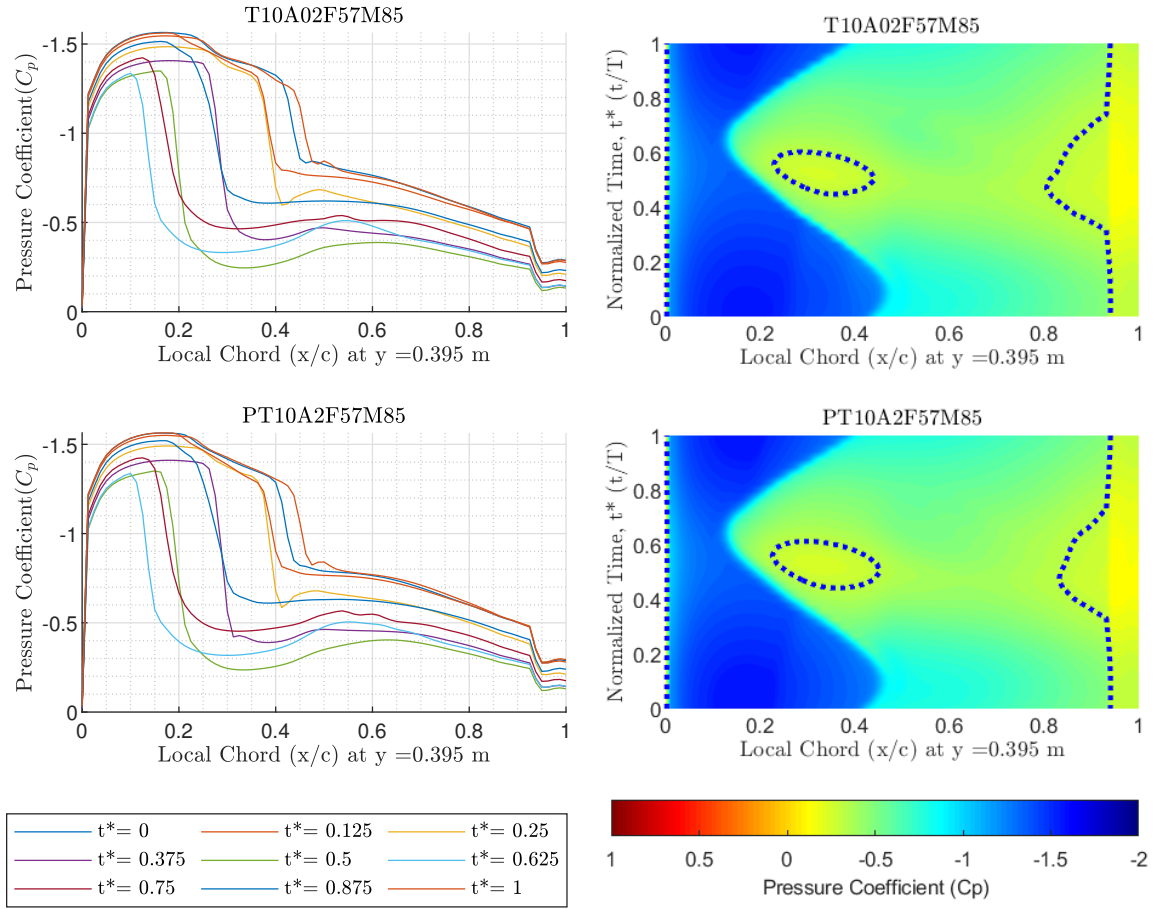 T10A02F57M85
Pressure Coefficient(Cp)
-1.5
-1
-0.5
0
0 0.2 0.4 0.6 0.8 1
Local Chord (x/c) at y =0.395 m
T10A02F57M85
Normalized Time, t* (t/T)
1
0.8
0.6
0.4
0.2
0
0 0.2 0.4 0.6 0.8 1
Local Chord (x/c) at y =0.395 m
PT10A2F57M85
Pressure Coefficient(Cp)
-1.5
-1
-0.5
0
0 0.2 0.4 0.6 0.8 1
Local Chord (x/c) at y =0.395 m
PT10A2F57M85
Normalized Time, t* (t/T)
1
0.8
0.6
0.4
0.2
0
0 0.2 0.4 0.6 0.8 1
Local Chord (x/c) at y =0.395 m
t*= 0 t*= 0.125 t*= 0.25
t*= 0.375 t*= 0.5 t*= 0.625
t*= 0.75 t*= 0.875 t*= 1
1 0.5 0 -0.5 -1 -1.5 -2
Pressure Coefficient (Cp)